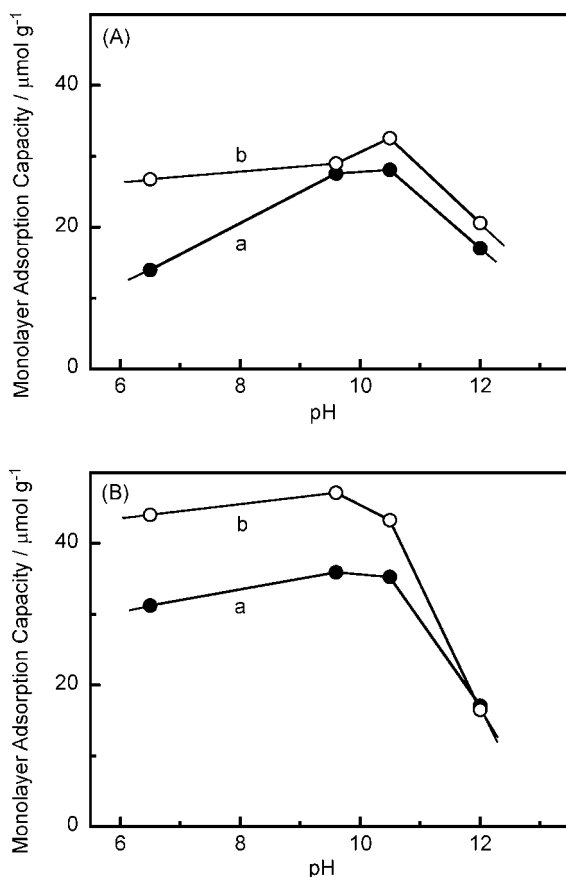 (A)
Monolayer Adsorption Capacity / μmol g⁻¹
40
20
0
b
a
6 8 10 12
pH
(B)
Monolayer Adsorption Capacity / μmol g⁻¹
40
20
0
b
a
6 8 10 12
pH